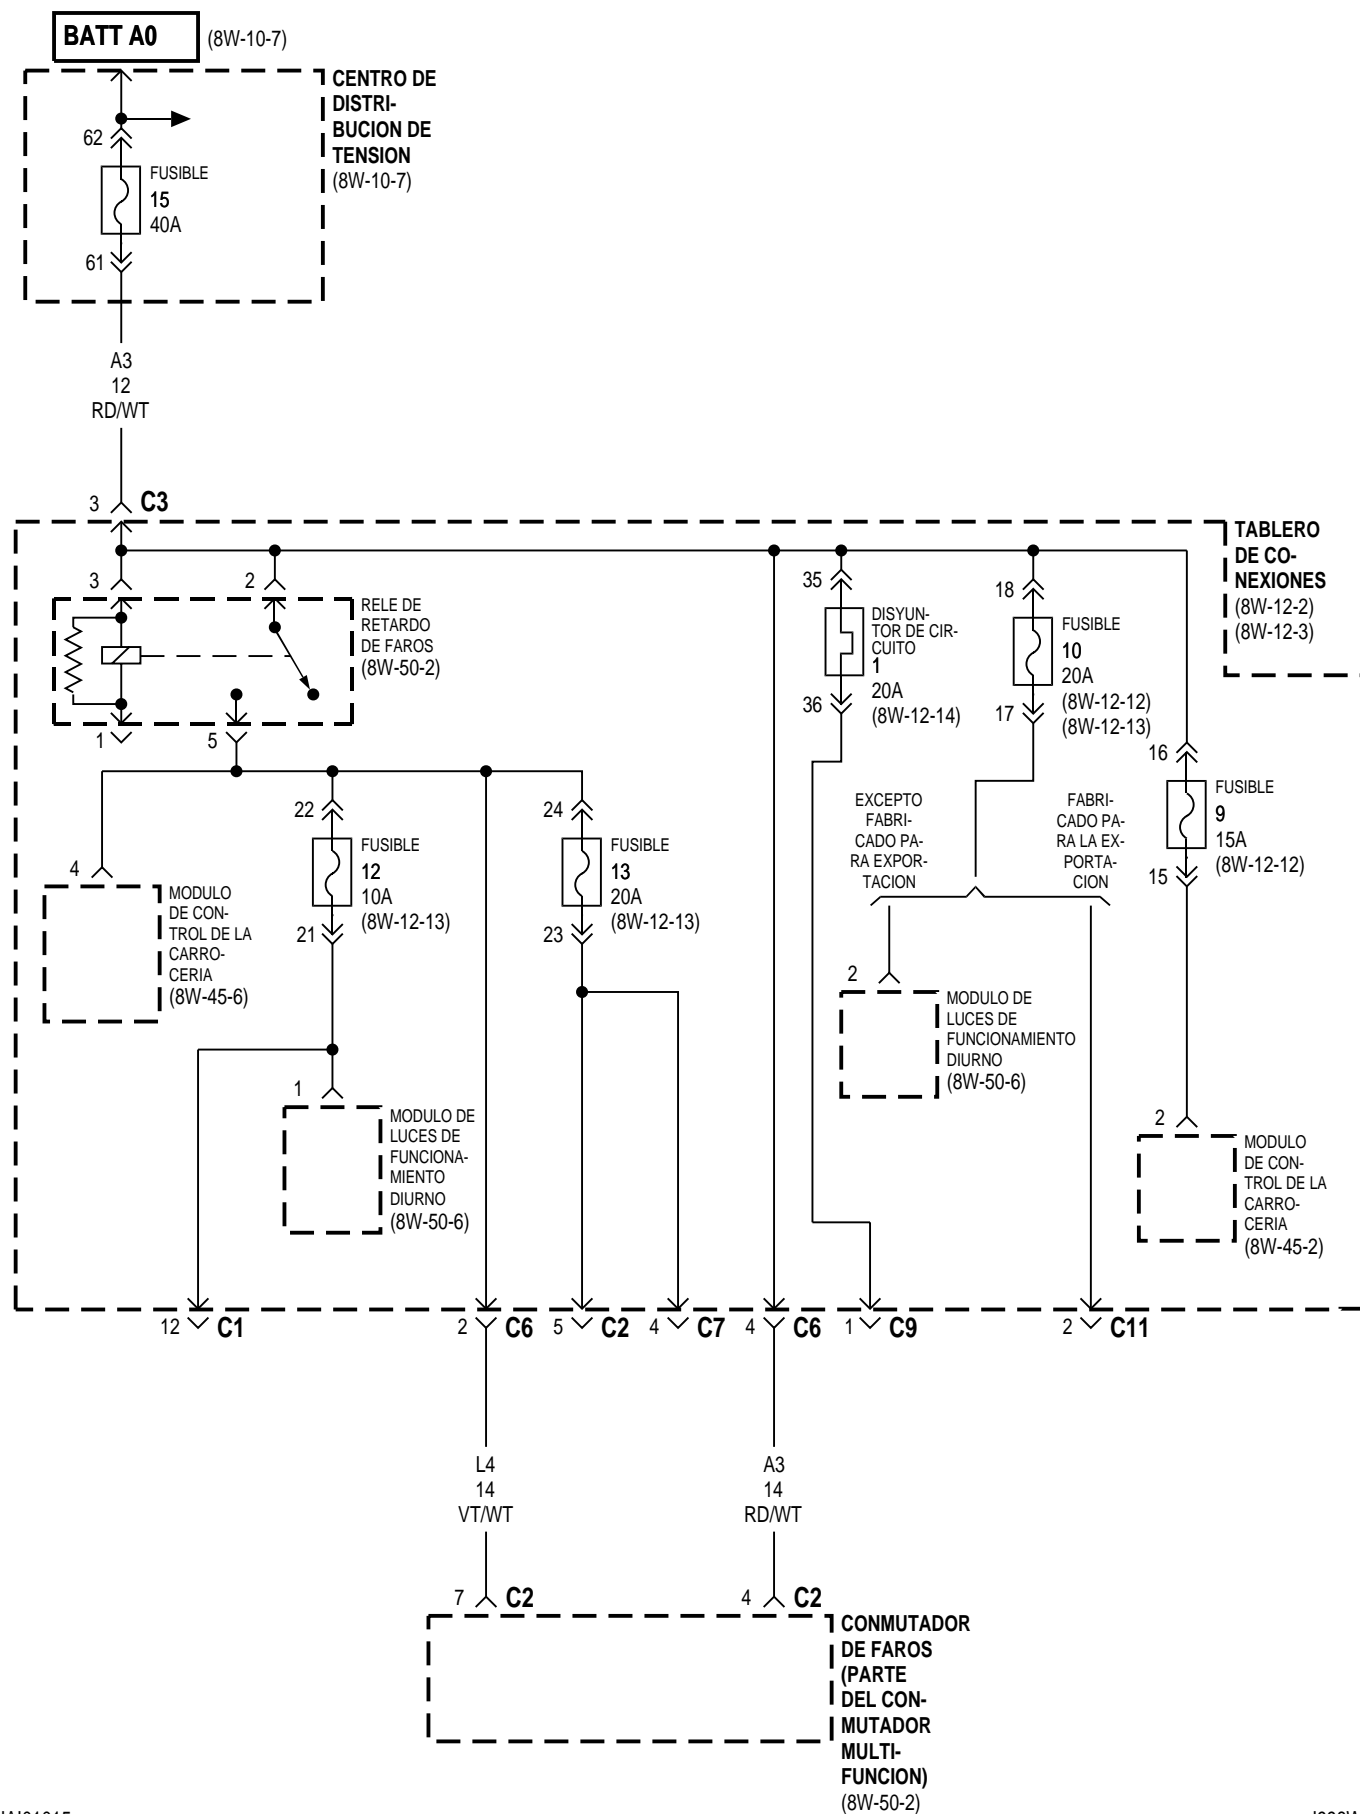 BATT A0 (8W-10-7)
CENTRO DE
DISTRI-
BUCION DE
TENSION
(8W-10-7)
62
FUSIBLE
15
40A
61
A3
12
RD/WT
3 C3
TABLERO
DE CO-
NEXIONES
(8W-12-2)
(8W-12-3)
3
2
RELE DE
RETARDO
DE FAROS
(8W-50-2)
1
5
35
DISYUN-
TOR DE CIR-
CUITO
1
20A
(8W-12-14)
36
18
FUSIBLE
10
20A
(8W-12-12)
(8W-12-13)
17
16
FUSIBLE
9
15A
(8W-12-12)
15
22
FUSIBLE
12
10A
(8W-12-13)
21
24
FUSIBLE
13
20A
(8W-12-13)
23
EXCEPTO
FABRI-
CADO PA-
RA EXPOR-
TACION
FABRI-
CADO PA-
RA LA EX-
PORTA-
CION
4
MODULO
DE CON-
TROL DE LA
CARRO-
CERIA
(8W-45-6)
2
MODULO DE
LUCES DE
FUNCIONAMIENTO
DIURNO
(8W-50-6)
1
MODULO DE
LUCES DE
FUNCIONA-
MIENTO
DIURNO
(8W-50-6)
2
MODULO
DE CON-
TROL DE LA
CARRO-
CERIA
(8W-45-2)
12 C1
2 C6
5 C2
4 C7
4 C6
1 C9
2 C11
L4
14
VT/WT
A3
14
RD/WT
7 C2
4 C2
CONMUTADOR
DE FAROS
(PARTE
DEL CON-
MUTADOR
MULTI-
FUNCION)
(8W-50-2)